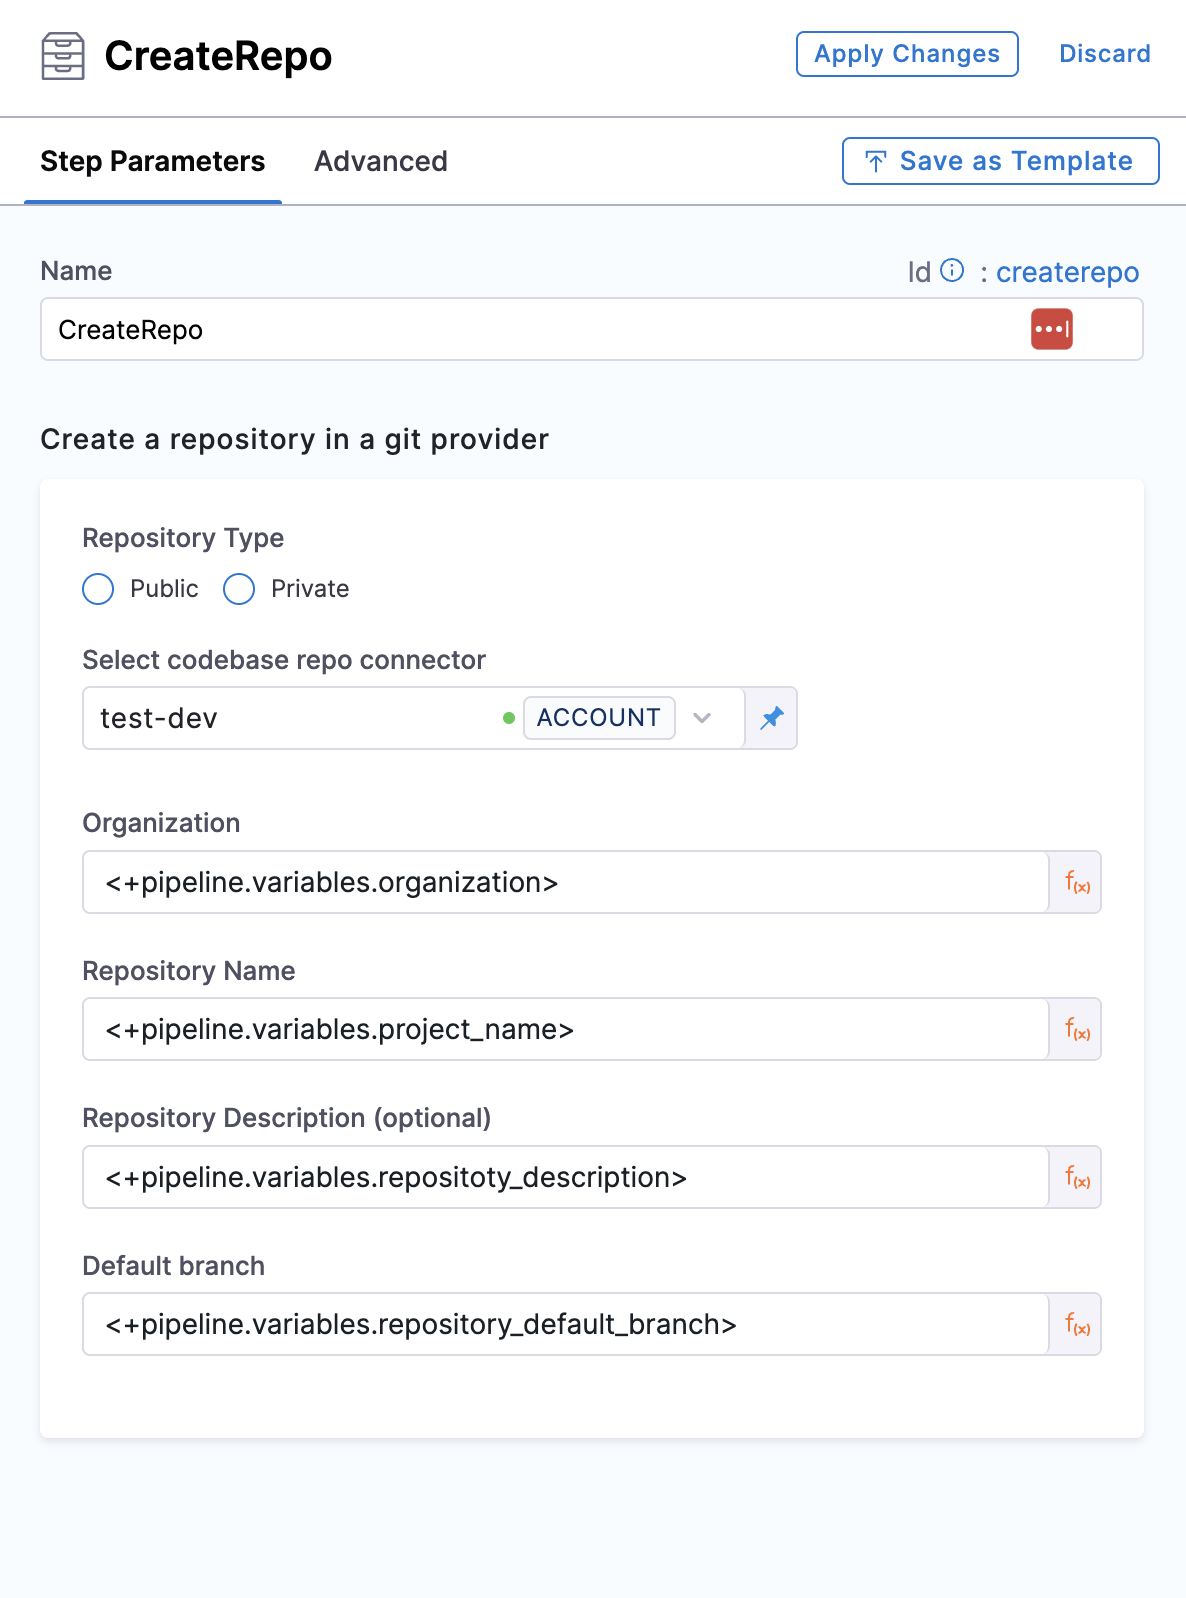 CreateRepo
Apply Changes
Discard
Step Parameters
Advanced
Save as Template
Name
Id : createrepo
CreateRepo
Create a repository in a git provider
Repository Type
Public
Private
Select codebase repo connector
test-dev
ACCOUNT
Organization
<+pipeline.variables.organization>
f(x)
Repository Name
<+pipeline.variables.project_name>
f(x)
Repository Description (optional)
<+pipeline.variables.repositoty_description>
f(x)
Default branch
<+pipeline.variables.repository_default_branch>
f(x)